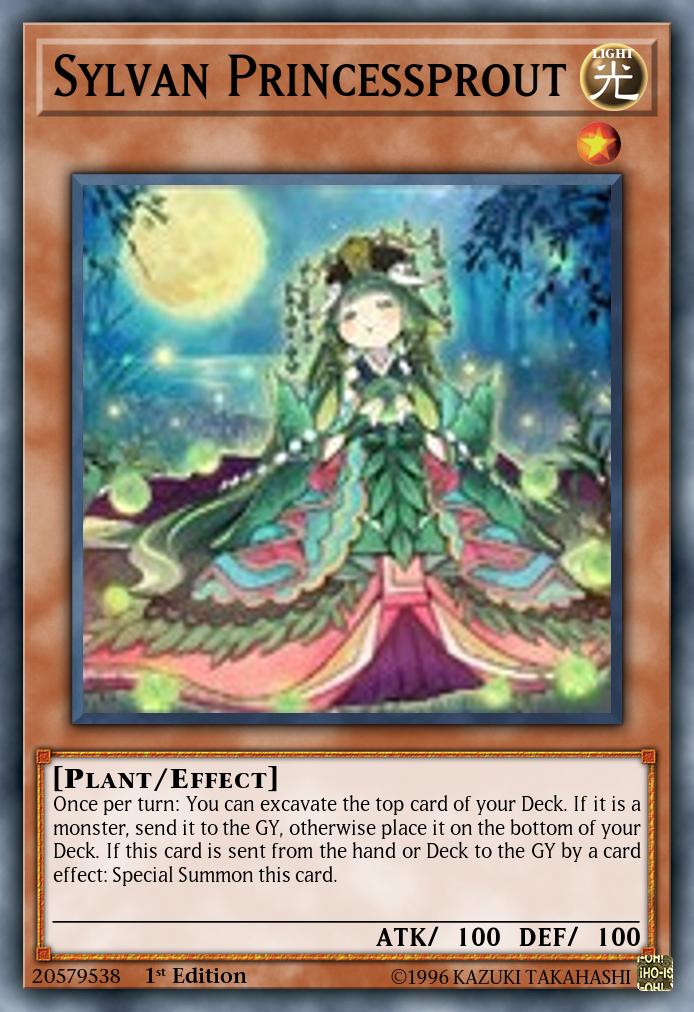 Sylvan Princessprout
LIGHT
光
[Plant/Effect]
Once per turn: You can excavate the top card of your Deck. If it is a
monster, send it to the GY, otherwise place it on the bottom of your
Deck. If this card is sent from the hand or Deck to the GY by a card
effect: Special Summon this card.
ATK/ 100 DEF/ 100
20579538 1st Edition ©1996 KAZUKI TAKAHASHI